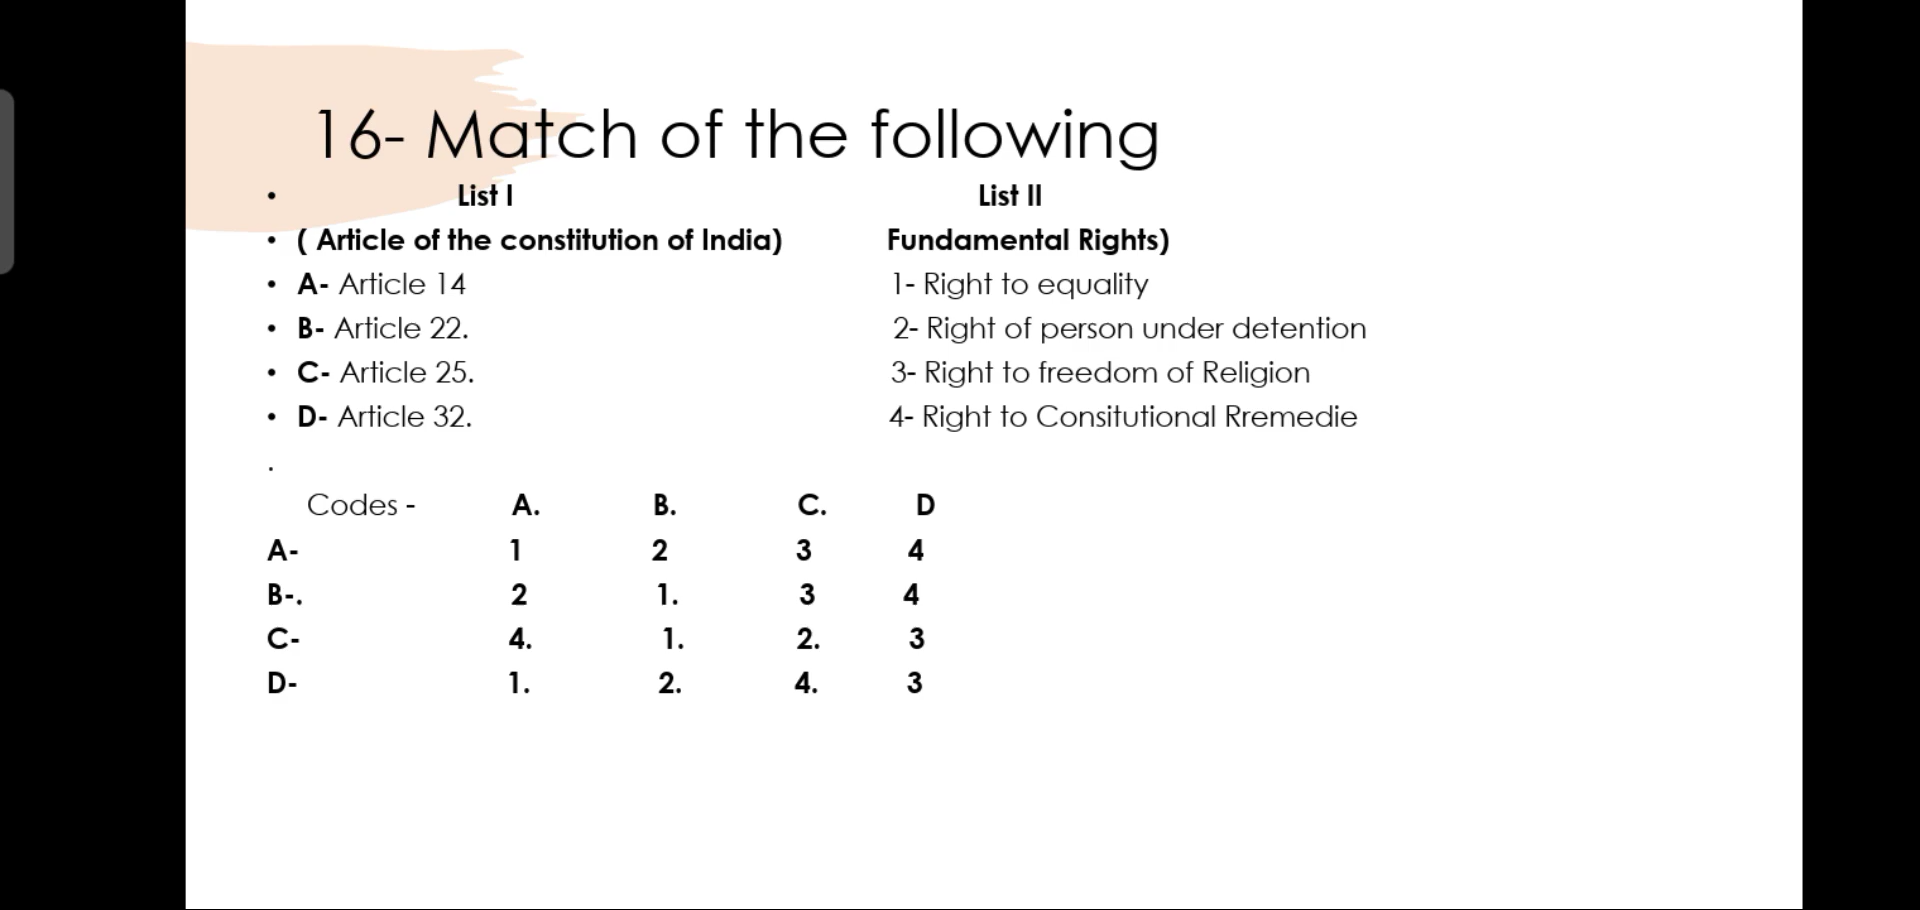 16- Match of the following
• List I List II
• ( Article of the constitution of India) Fundamental Rights)
• A- Article 14 1- Right to equality
• B- Article 22. 2- Right of person under detention
• C- Article 25. 3- Right to freedom of Religion
• D- Article 32. 4- Right to Consitutional Rremedie
.
Codes - A. B. C. D
A- 1 2 3 4
B-. 2 1. 3 4
C- 4. 1. 2. 3
D- 1. 2. 4. 3